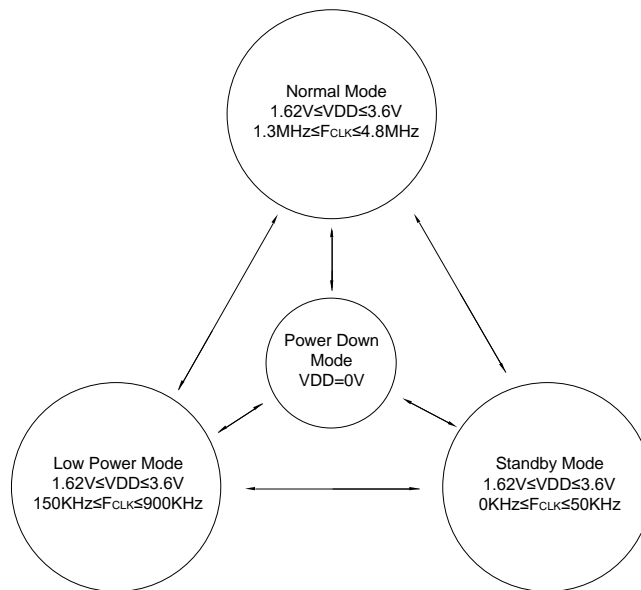 Normal Mode
1.62V≤VDD≤3.6V
1.3MHz≤FCLK≤4.8MHz
Power Down
Mode
VDD=0V
Low Power Mode
1.62V≤VDD≤3.6V
150KHz≤FCLK≤900KHz
Standby Mode
1.62V≤VDD≤3.6V
0KHz≤FCLK≤50KHz